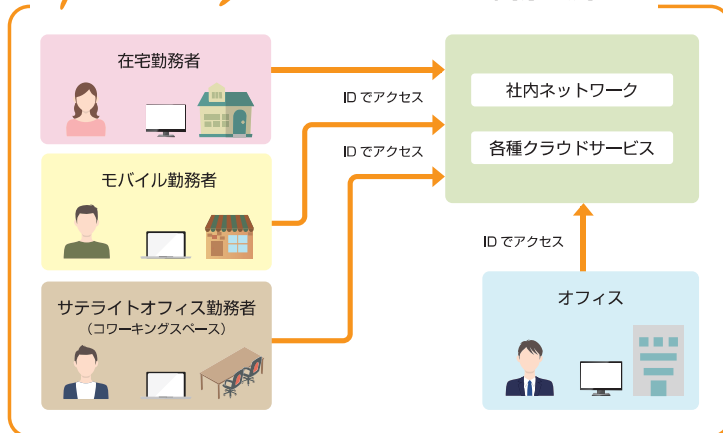 在宅勤務者
IDでアクセス
社内ネットワーク
各種クラウドサービス
IDでアクセス
モバイル勤務者
IDでアクセス
サテライトオフィス勤務者
（コワーキングスペース）
オフィス